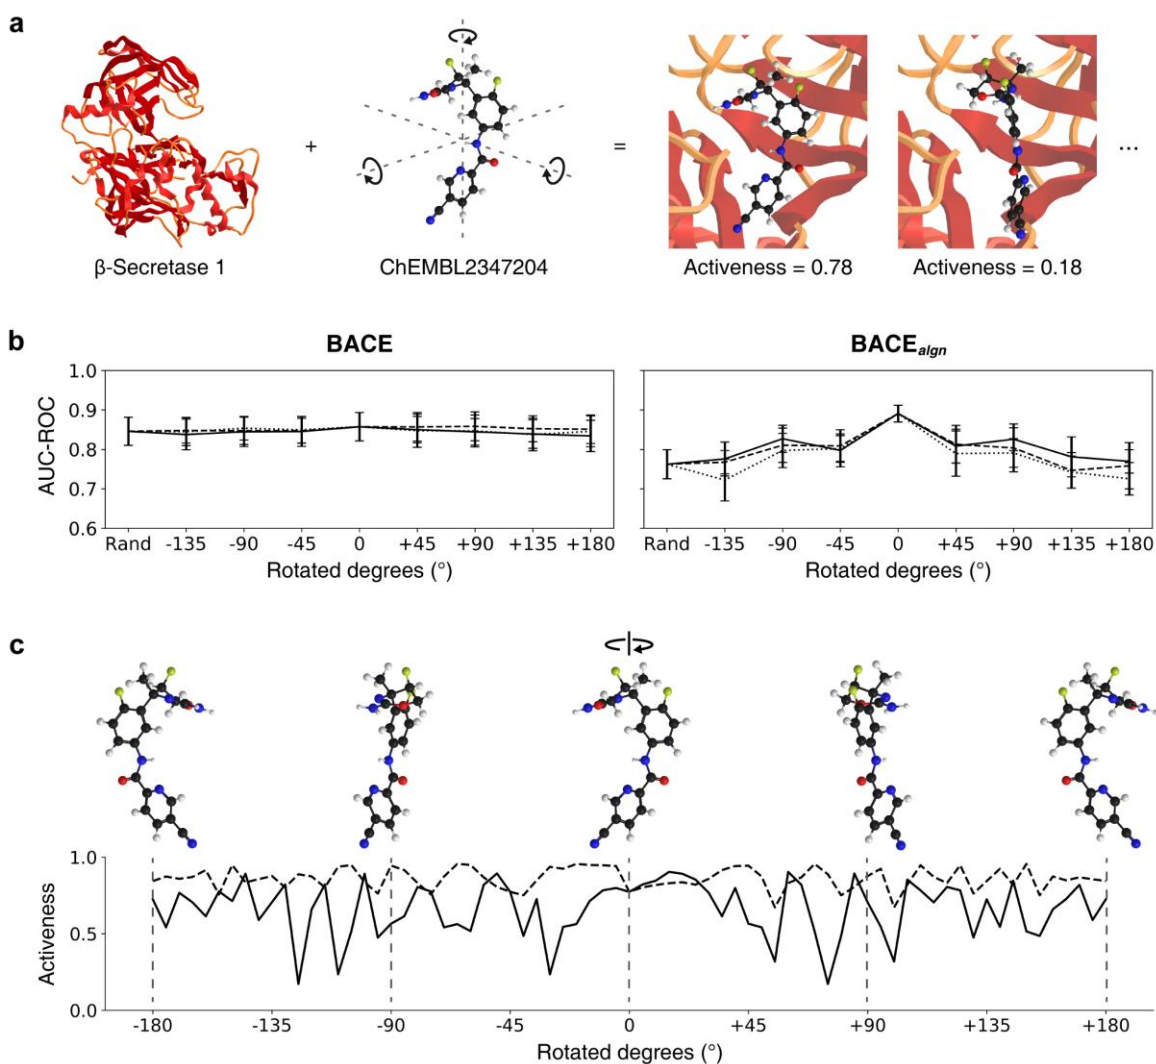 a
+
=
...
β-Secretase 1
ChEMBL2347204
Activeness = 0.78
Activeness = 0.18
b
BACE
BACEalgn
AUC-ROC
1.0
0.9
0.8
0.7
0.6
Rand -135 -90 -45 0 +45 +90 +135 +180
Rotated degrees (°)
Rand -135 -90 -45 0 +45 +90 +135 +180
Rotated degrees (°)
c
Activeness
1.0
0.5
0.0
-180 -135 -90 -45 0 +45 +90 +135 +180
Rotated degrees (°)